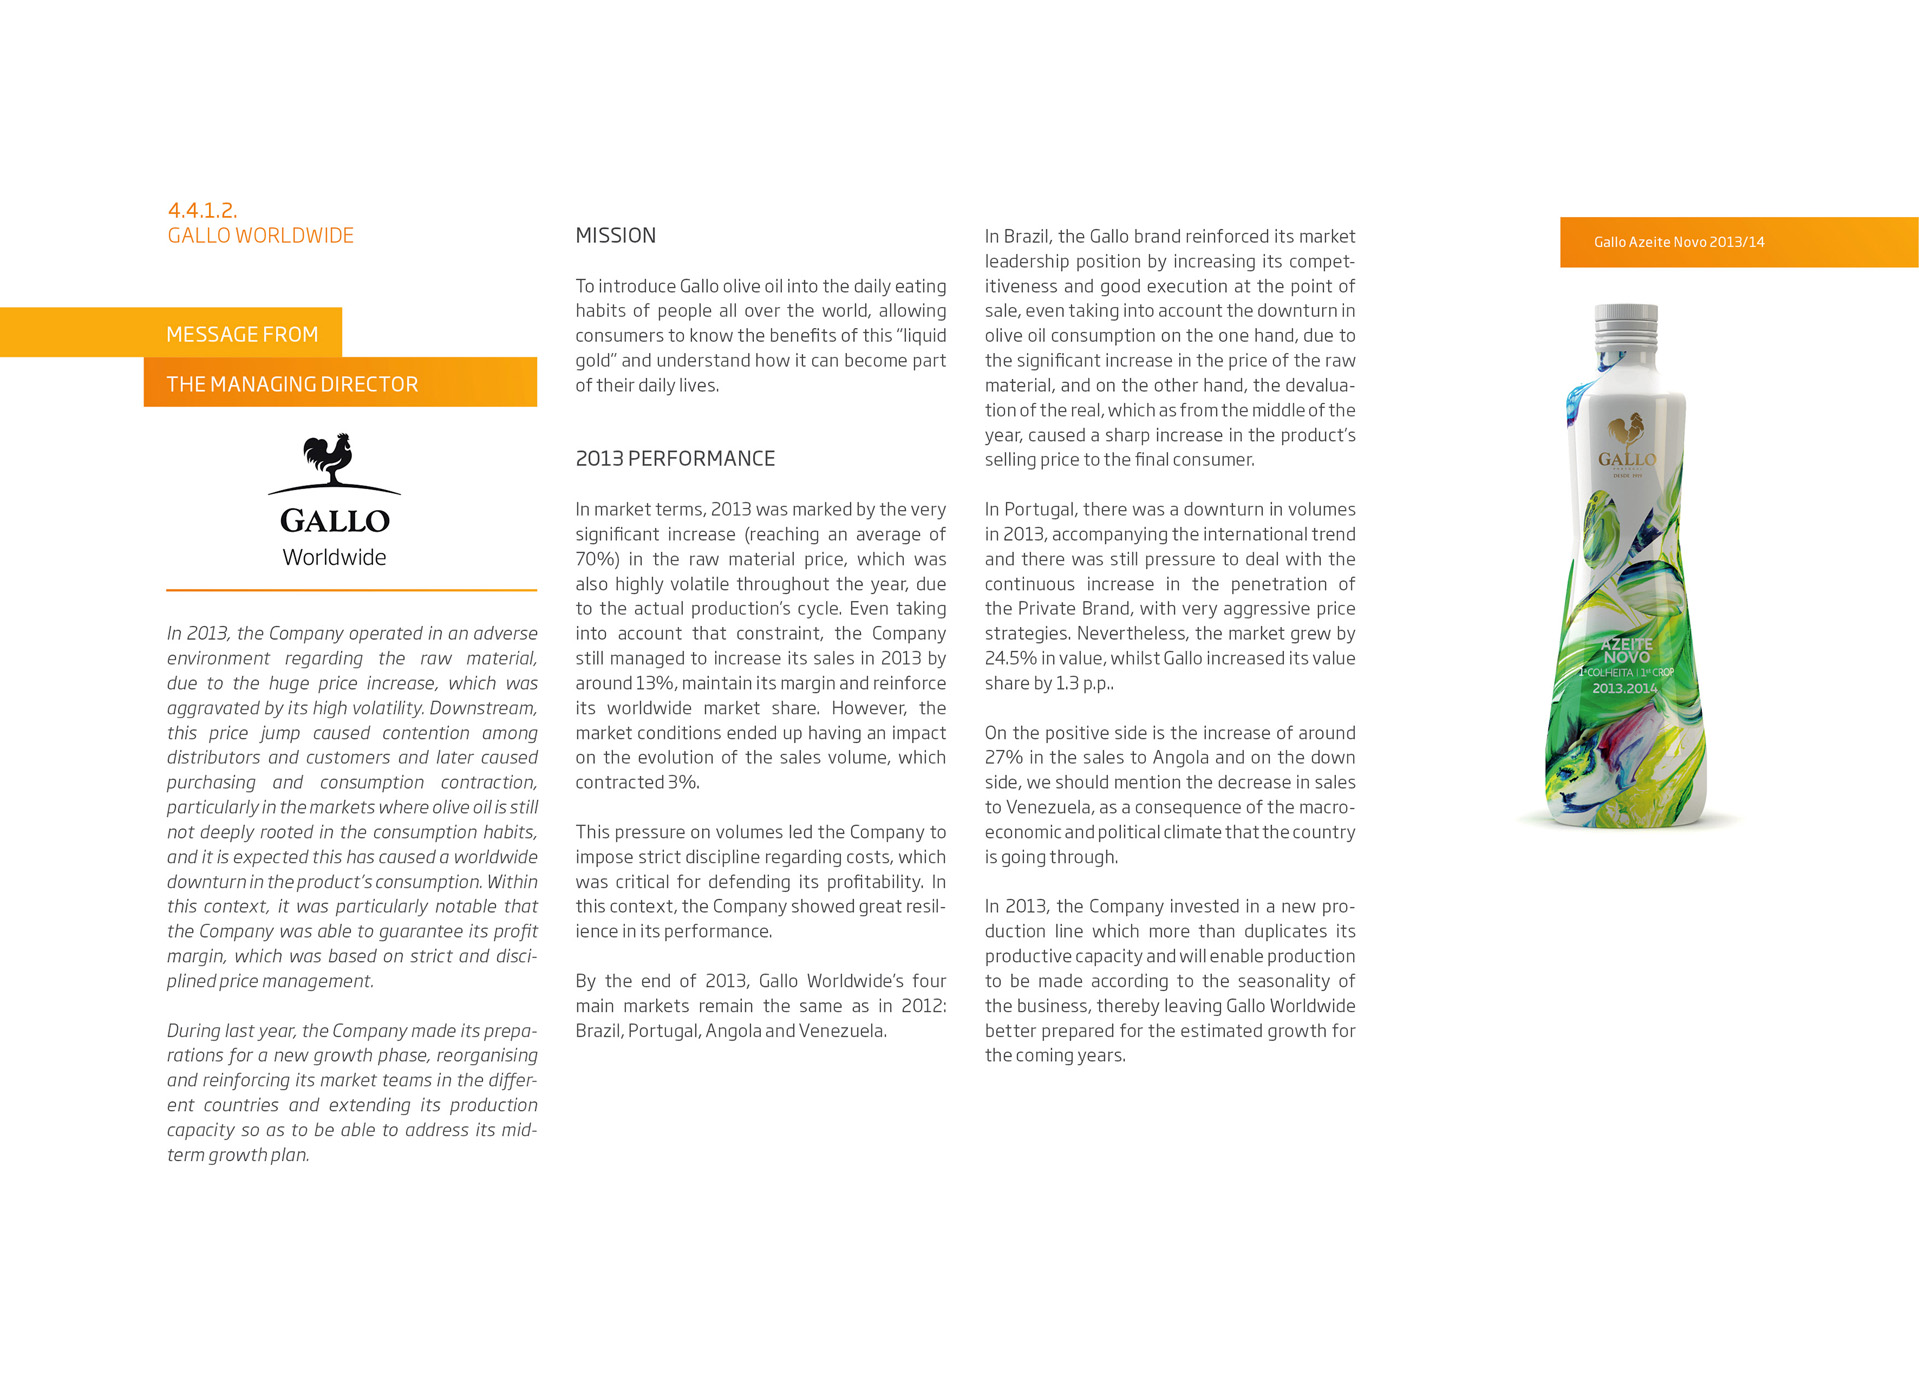 4.4.1.2.
GALLO WORLDWIDE
MESSAGE FROM
THE MANAGING DIRECTOR
GALLO
Worldwide
In 2013, the Company operated in an adverse
environment regarding the raw material,
due to the huge price increase, which was
aggravated by its high volatility. Downstream,
this price jump caused contention among
distributors and customers and later caused
purchasing and consumption contraction,
particularly in the markets where olive oil is still
not deeply rooted in the consumption habits,
and it is expected this has caused a worldwide
downturn in the product's consumption. Within
this context, it was particularly notable that
the Company was able to guarantee its profit
margin, which was based on strict and disci-
plined price management.
During last year, the Company made its prepa-
rations for a new growth phase, reorganising
and reinforcing its market teams in the differ-
ent countries and extending its production
capacity so as to be able to address its mid-
term growth plan.
MISSION
To introduce Gallo olive oil into the daily eating
habits of people all over the world, allowing
consumers to know the benefits of this “liquid
gold” and understand how it can become part
of their daily lives.
2013 PERFORMANCE
In market terms, 2013 was marked by the very
significant increase (reaching an average of
70%) in the raw material price, which was
also highly volatile throughout the year, due
to the actual production's cycle. Even taking
into account that constraint, the Company
still managed to increase its sales in 2013 by
around 13%, maintain its margin and reinforce
its worldwide market share. However, the
market conditions ended up having an impact
on the evolution of the sales volume, which
contracted 3%.
This pressure on volumes led the Company to
impose strict discipline regarding costs, which
was critical for defending its profitability. In
this context, the Company showed great resil-
ience in its performance.
By the end of 2013, Gallo Worldwide's four
main markets remain the same as in 2012:
Brazil, Portugal, Angola and Venezuela.
In Brazil, the Gallo brand reinforced its market
leadership position by increasing its compet-
itiveness and good execution at the point of
sale, even taking into account the downturn in
olive oil consumption on the one hand, due to
the significant increase in the price of the raw
material, and on the other hand, the devalua-
tion of the real, which as from the middle of the
year, caused a sharp increase in the product's
selling price to the final consumer.
In Portugal, there was a downturn in volumes
in 2013, accompanying the international trend
and there was still pressure to deal with the
continuous increase in the penetration of
the Private Brand, with very aggressive price
strategies. Nevertheless, the market grew by
24.5% in value, whilst Gallo increased its value
share by 1.3 p.p..
On the positive side is the increase of around
27% in the sales to Angola and on the down
side, we should mention the decrease in sales
to Venezuela, as a consequence of the macro-
economic and political climate that the country
is going through.
In 2013, the Company invested in a new pro-
duction line which more than duplicates its
productive capacity and will enable production
to be made according to the seasonality of
the business, thereby leaving Gallo Worldwide
better prepared for the estimated growth for
the coming years.
Gallo Azeite Novo 2013/14
GALLO
PORTUGAL
DESDE 1919
AZEITE
NOVO
1ª COLHEITA | 1st CROP
2013.2014